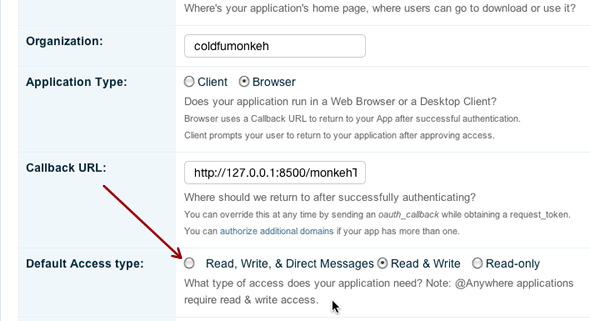 Where's your application's home page, where users can go to download or use it?
Organization:
coldfumonkeh
Application Type:
Client Browser
Does your application run in a Web Browser or a Desktop Client?
Browser uses a Callback URL to return to your App after successful authentication.
Client prompts your user to return to your application after approving access.
Callback URL:
http://127.0.0.1:8500/monkehT
Where should we return to after successfully authenticating?
You can override this at any time by sending an oauth_callback while obtaining a request_token.
You can authorize additional domains if your app has more than one.
Default Access type:
Read, Write, & Direct Messages Read & Write Read-only
What type of access does your application need? Note: @Anywhere applications
require read & write access.